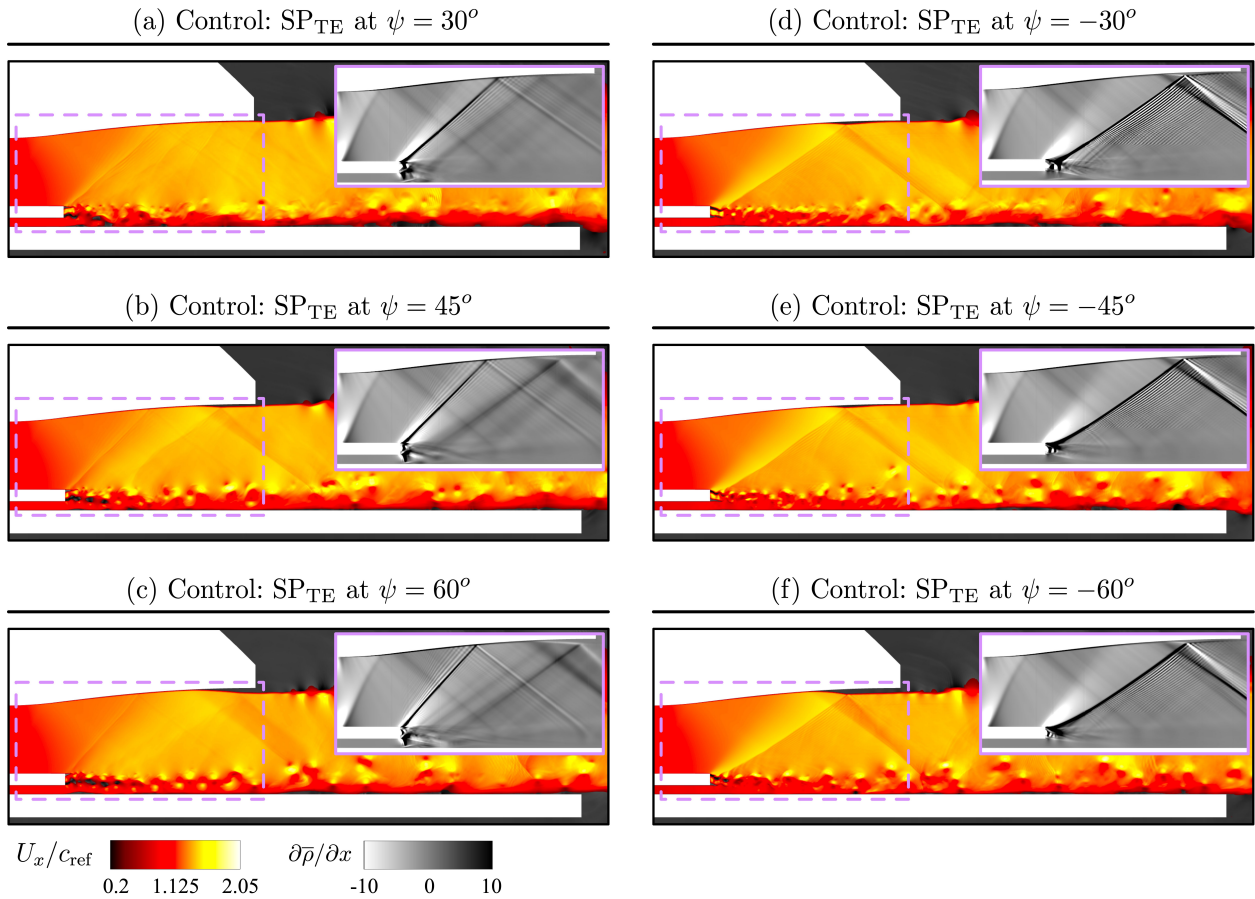 (a) Control: SP_TE at ψ = 30^o
(d) Control: SP_TE at ψ = −30^o
(b) Control: SP_TE at ψ = 45^o
(e) Control: SP_TE at ψ = −45^o
(c) Control: SP_TE at ψ = 60^o
(f) Control: SP_TE at ψ = −60^o
U_x/c_ref
0.2 1.125 2.05
∂ρ̅/∂x
-10 0 10